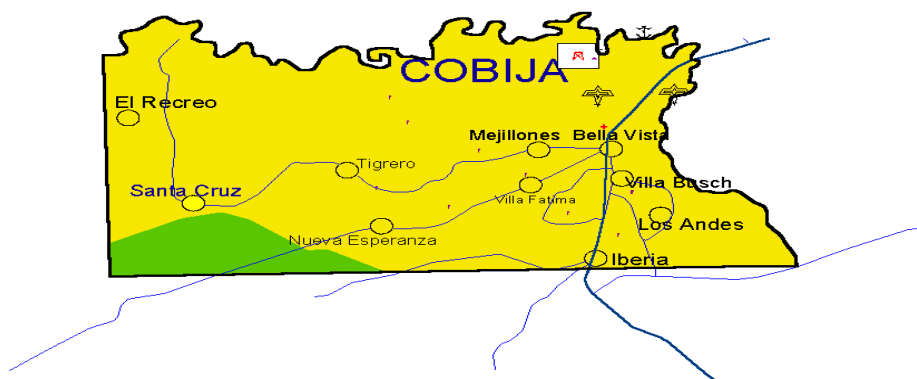 COBIJA
El Recreo
Mejillones
Bella Vista
Tigrero
Santa Cruz
Villa Fatima
Villa Busch
Los Andes
Nueva Esperanza
Iberia